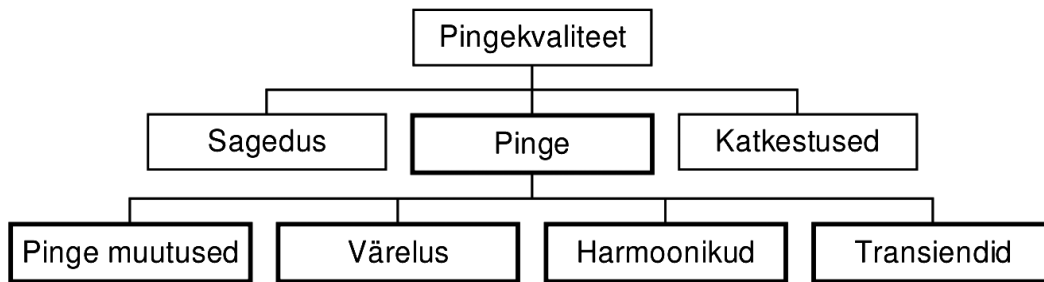 Pingekvaliteet
Sagedus
Pinge
Katkestused
Pinge muutused
Värelus
Harmoonikud
Transiendid